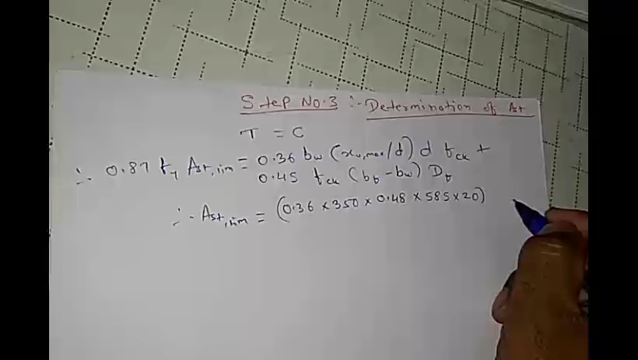 Step No.3 :- Determination of Ast
T = C
∴ 0.87 fy Ast,lim = 0.36 bw (xu,max/d) d fck +
0.45 fck (bf - bw) Df
∴ Ast,lim = (0.36 × 350 × 0.48 × 585 × 20)